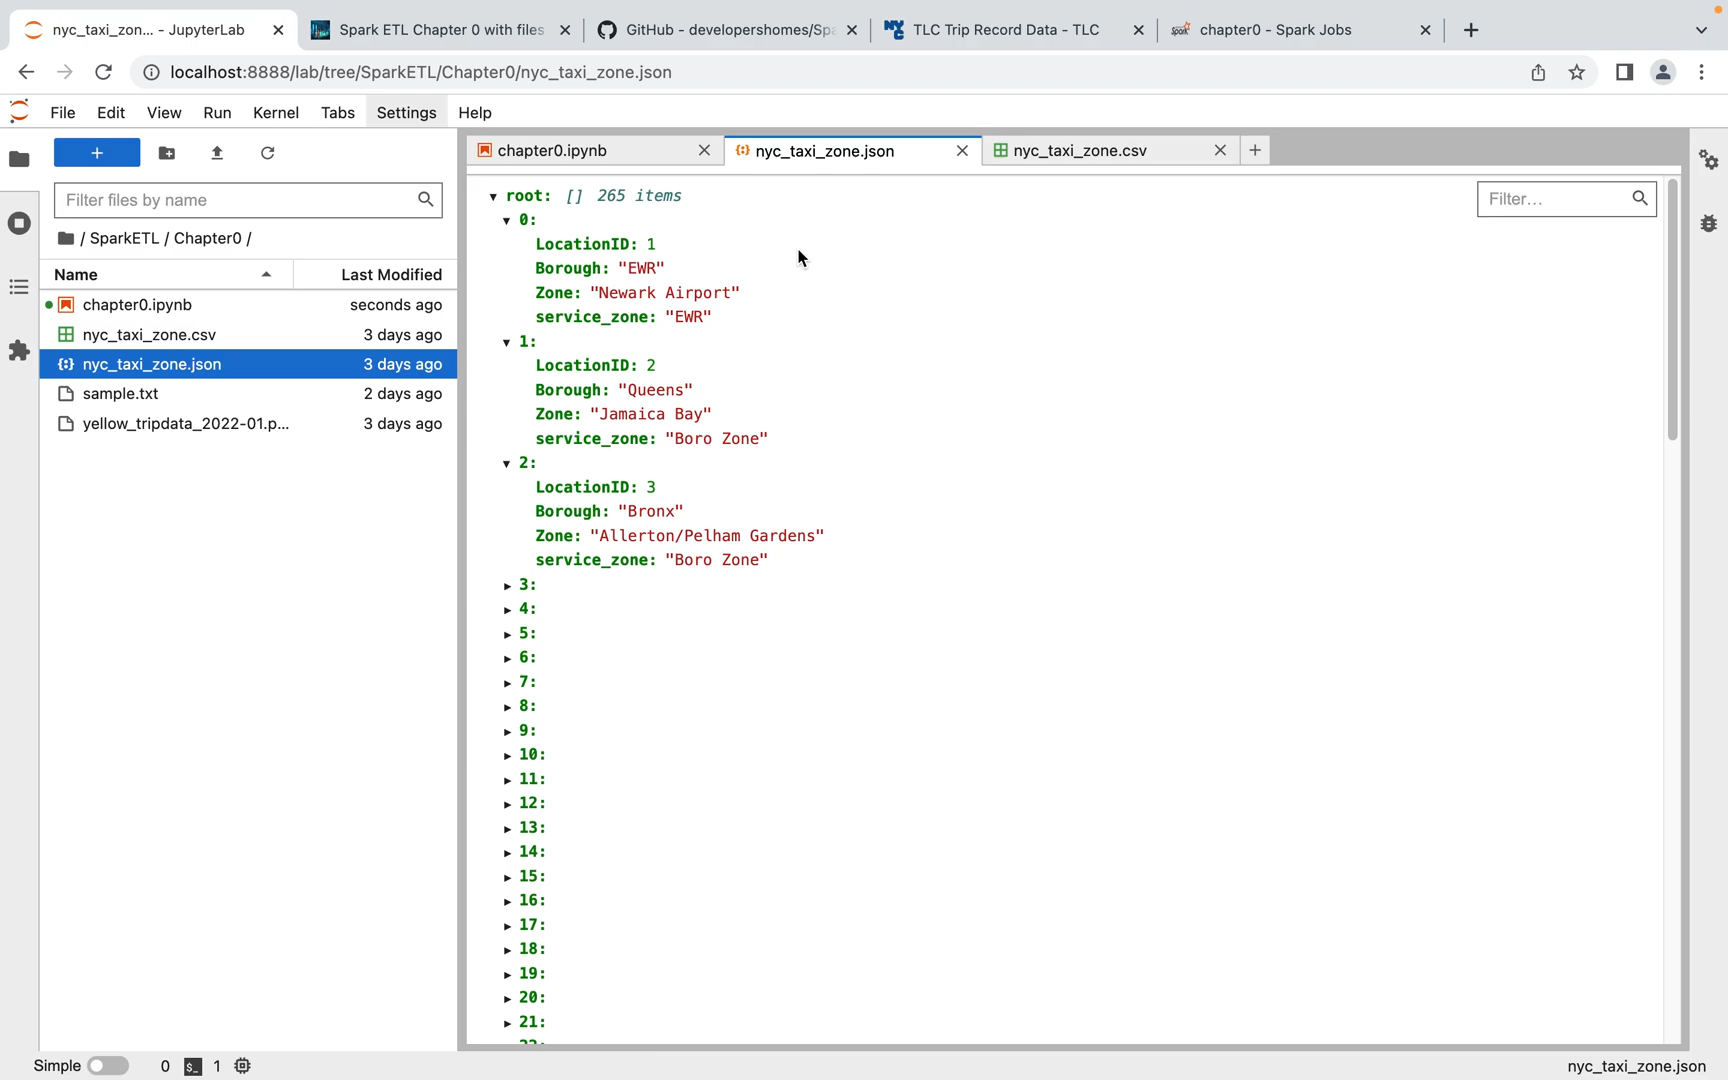 nyc_taxi_zon... - JupyterLab
Spark ETL Chapter 0 with files
GitHub - developershomes/Spa
TLC Trip Record Data - TLC
chapter0 - Spark Jobs
localhost:8888/lab/tree/SparkETL/Chapter0/nyc_taxi_zone.json
File Edit View Run Kernel Tabs Settings Help
Filter files by name
/ SparkETL / Chapter0 /
Name Last Modified
chapter0.ipynb seconds ago
nyc_taxi_zone.csv 3 days ago
nyc_taxi_zone.json 3 days ago
sample.txt 2 days ago
yellow_tripdata_2022-01.p... 3 days ago
chapter0.ipynb
nyc_taxi_zone.json
nyc_taxi_zone.csv
Filter...
root: [] 265 items
0:
LocationID: 1
Borough: "EWR"
Zone: "Newark Airport"
service_zone: "EWR"
1:
LocationID: 2
Borough: "Queens"
Zone: "Jamaica Bay"
service_zone: "Boro Zone"
2:
LocationID: 3
Borough: "Bronx"
Zone: "Allerton/Pelham Gardens"
service_zone: "Boro Zone"
3:
4:
5:
6:
7:
8:
9:
10:
11:
12:
13:
14:
15:
16:
17:
18:
19:
20:
21:
Simple 0 1 nyc_taxi_zone.json